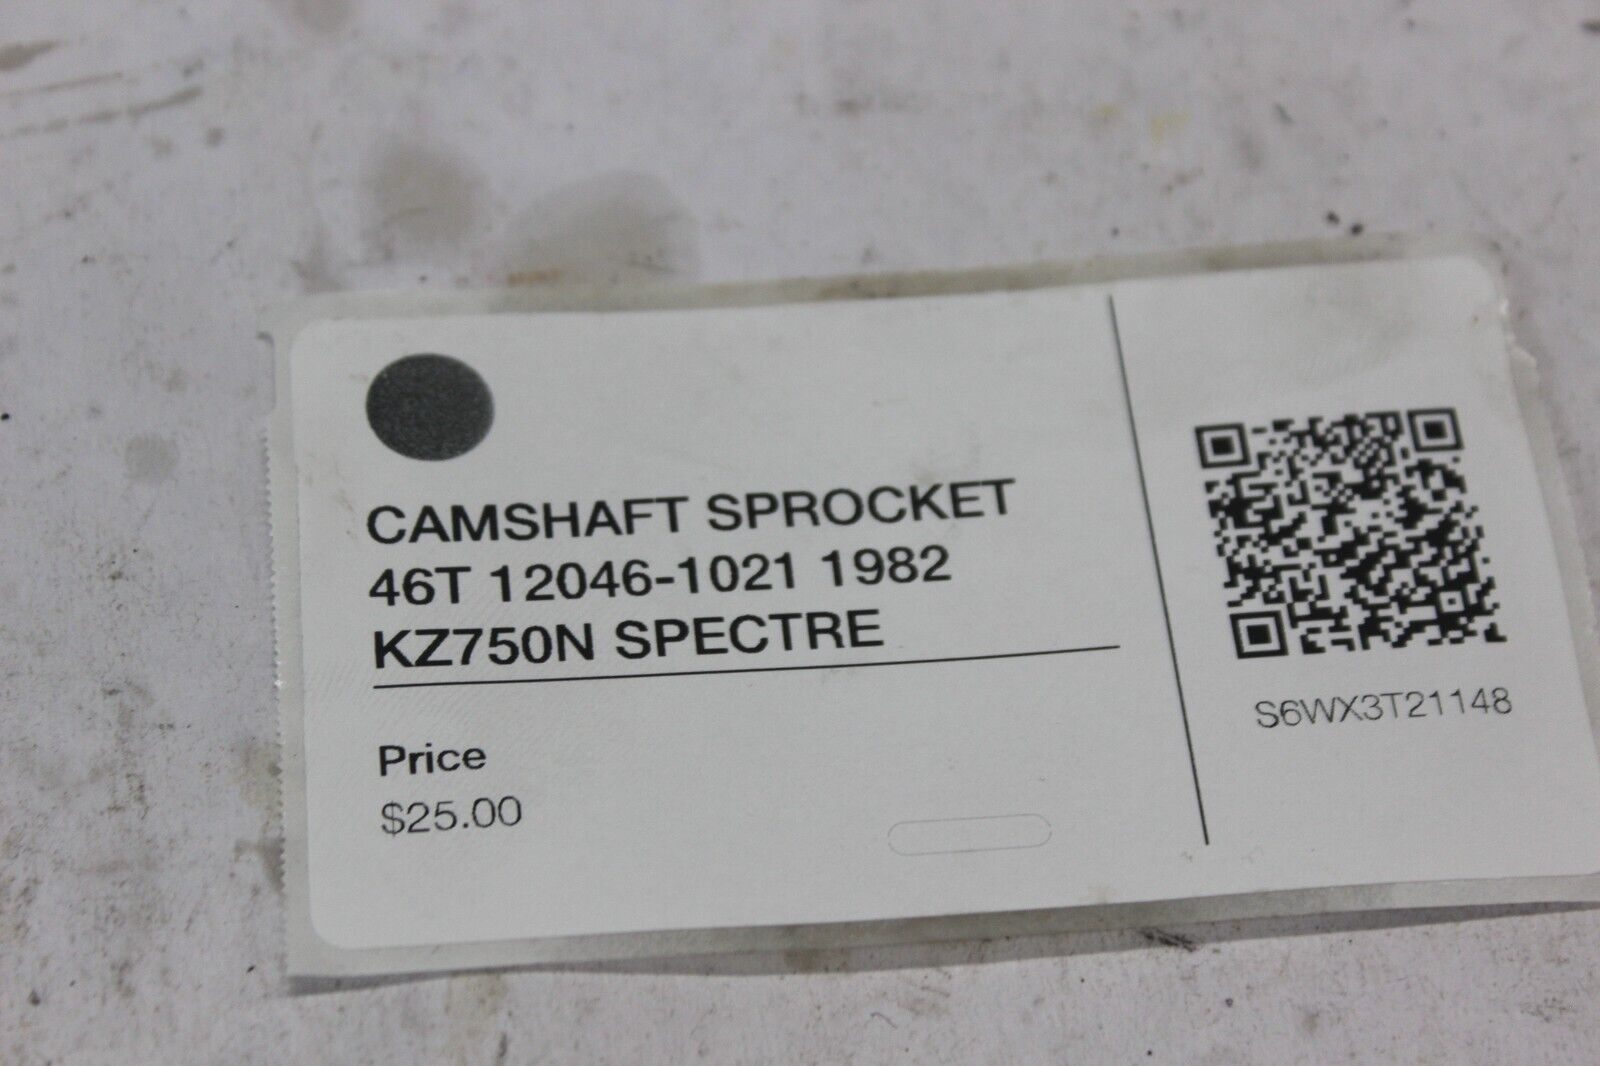 CAMSHAFT SPROCKET
46T 12046-1021 1982
KZ750N SPECTRE
Price
$25.00
S6WX3T21148